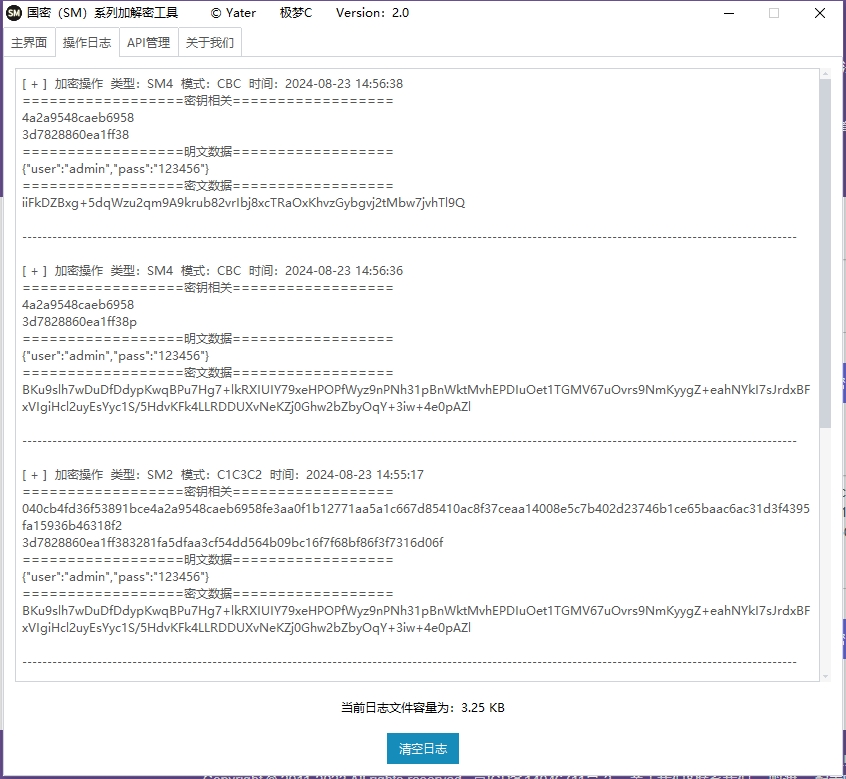 SM 国密（SM）系列加解密工具 © Yater 极梦C Version：2.0
主界面 操作日志 API管理 关于我们
[ + ] 加密操作 类型：SM4 模式：CBC 时间：2024-08-23 14:56:38
==================密钥相关==================
4a2a9548caeb6958
3d7828860ea1ff38
==================明文数据==================
{"user":"admin","pass":"123456"}
==================密文数据==================
iiFkDZBxg+5dqWzu2qm9A9krub82vrIbj8xcTRaOxKhvzGybgvj2tMbw7jvhTl9Q
[ + ] 加密操作 类型：SM4 模式：CBC 时间：2024-08-23 14:56:36
==================密钥相关==================
4a2a9548caeb6958
3d7828860ea1ff38p
==================明文数据==================
{"user":"admin","pass":"123456"}
==================密文数据==================
BKu9slh7wDuDfDdypKwqBPu7Hg7+lkRXIUIY79xeHPOPfWyz9nPNh31pBnWktMvhEPDIuOet1TGMV67uOvrs9NmKyygZ+eahNYkI7sJrdxBF
xVIgiHcl2uyEsYyc1S/5HdvKFk4LLRDDUXvNeKZj0Ghw2bZbyOqY+3iw+4e0pAZl
[ + ] 加密操作 类型：SM2 模式：C1C3C2 时间：2024-08-23 14:55:17
==================密钥相关==================
040cb4fd36f53891bce4a2a9548caeb6958fe3aa0f1b12771aa5a1c667d85410ac8f37ceaa14008e5c7b402d23746b1ce65baac6ac31d3f4395
fa15936b46318f2
3d7828860ea1ff383281fa5dfaa3cf54dd564b09bc16f7f68bf86f3f7316d06f
==================明文数据==================
{"user":"admin","pass":"123456"}
==================密文数据==================
BKu9slh7wDuDfDdypKwqBPu7Hg7+lkRXIUIY79xeHPOPfWyz9nPNh31pBnWktMvhEPDIuOet1TGMV67uOvrs9NmKyygZ+eahNYkI7sJrdxBF
xVIgiHcl2uyEsYyc1S/5HdvKFk4LLRDDUXvNeKZj0Ghw2bZbyOqY+3iw+4e0pAZl
当前日志文件容量为：3.25 KB
清空日志